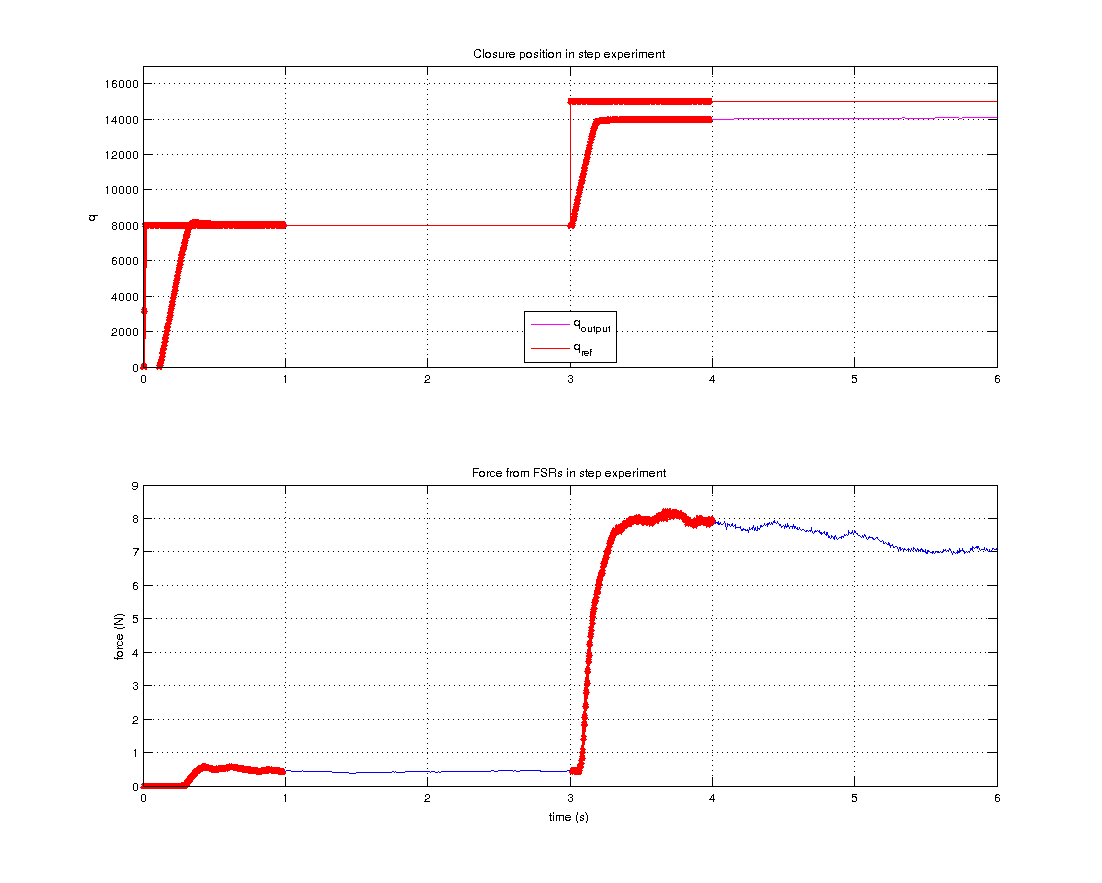 Closure position in step experiment
16000
14000
12000
10000
8000
6000
4000
2000
0
q
q_output
q_ref
0 1 2 3 4 5 6
Force from FSRs in step experiment
9
8
7
6
5
4
3
2
1
0
force (N)
0 1 2 3 4 5 6
time (s)